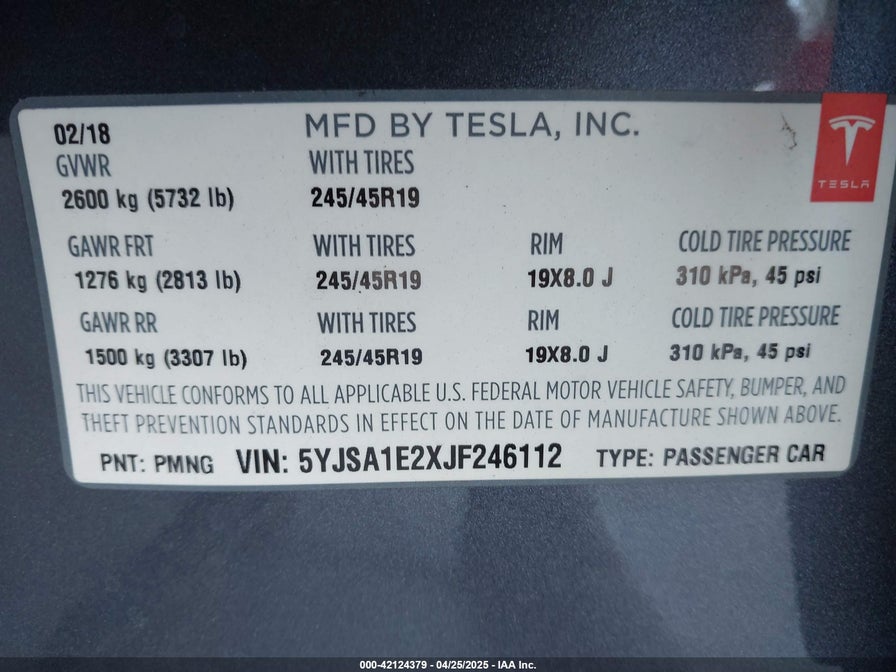 02/18 MFD BY TESLA, INC.
TESLA
GVWR WITH TIRES
2600 kg (5732 lb) 245/45R19
GAWR FRT WITH TIRES RIM COLD TIRE PRESSURE
1276 kg (2813 lb) 245/45R19 19X8.0 J 310 kPa, 45 psi
GAWR RR WITH TIRES RIM COLD TIRE PRESSURE
1500 kg (3307 lb) 245/45R19 19X8.0 J 310 kPa, 45 psi
THIS VEHICLE CONFORMS TO ALL APPLICABLE U.S. FEDERAL MOTOR VEHICLE SAFETY, BUMPER, AND
THEFT PREVENTION STANDARDS IN EFFECT ON THE DATE OF MANUFACTURE SHOWN ABOVE.
PNT: PMNG VIN: 5YJSA1E2XJF246112 TYPE: PASSENGER CAR
000-42124379 - 04/25/2025 - IAA Inc.